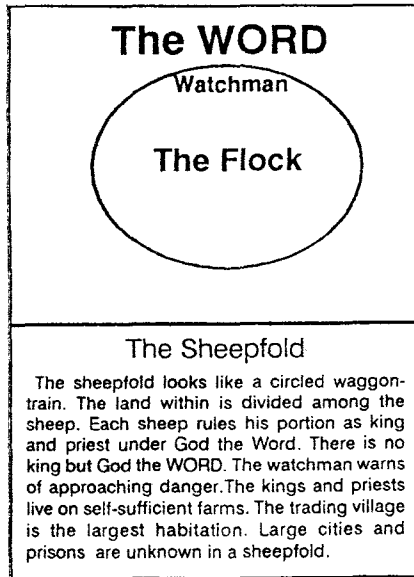 The WORD
Watchman
The Flock
The Sheepfold
The sheepfold looks like a circled waggon-
train. The land within is divided among the
sheep. Each sheep rules his portion as king
and priest under God the Word. There is no
king but God the WORD. The watchman warns
of approaching danger.The kings and priests
live on self-sufficient farms. The trading village
is the largest habitation. Large cities and
prisons are unknown in a sheepfold.